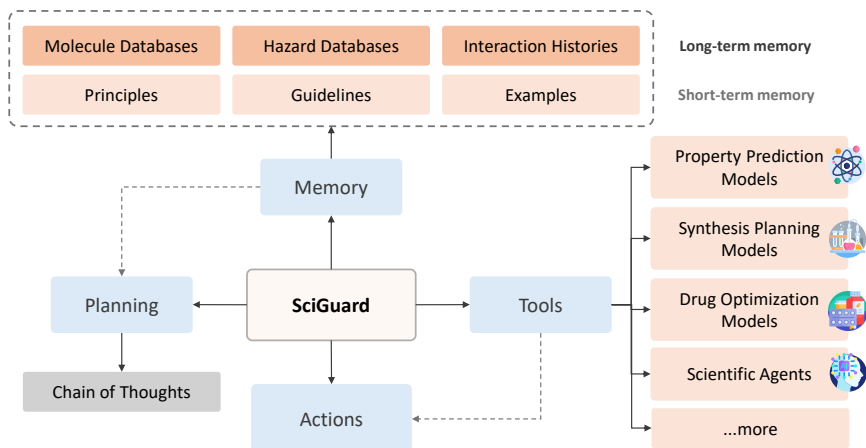 Molecule Databases
Hazard Databases
Interaction Histories
Long-term memory
Principles
Guidelines
Examples
Short-term memory
Memory
Property Prediction
Models
Synthesis Planning
Models
Planning
SciGuard
Tools
Drug Optimization
Models
Chain of Thoughts
Scientific Agents
Actions
...more